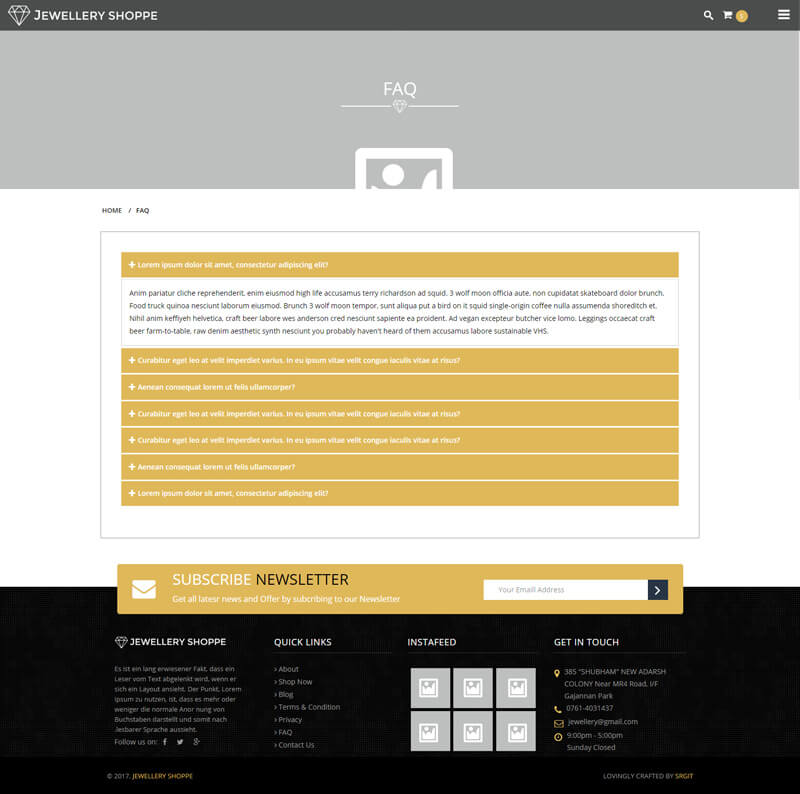 JEWELLERY SHOPPE
FAQ
HOME / FAQ
Lorem ipsum dolor sit amet, consectetur adipiscing elit?
Anim pariatur cliche reprehenderit, enim eiusmod high life accusamus terry richardson ad squid. 3 wolf moon officia aute, non cupidatat skateboard dolor brunch.
Food truck quinoa nesciunt laborum eiusmod. Brunch 3 wolf moon tempor, sunt aliqua put a bird on it squid single-origin coffee nulla assumenda shoreditch et.
Nihil anim keffiyeh helvetica, craft beer labore wes anderson cred nesciunt sapiente ea proident. Ad vegan excepteur butcher vice lomo. Leggings occaecat craft
beer farm-to-table, raw denim aesthetic synth nesciunt you probably haven't heard of them accusamus labore sustainable VHS.
Curabitur eget leo at velit imperdiet varius. In eu ipsum vitae velit congue iaculis vitae at risus?
Aenean consequat lorem ut felis ullamcorper?
Curabitur eget leo at velit imperdiet varius. In eu ipsum vitae velit congue iaculis vitae at risus?
Curabitur eget leo at velit imperdiet varius. In eu ipsum vitae velit congue iaculis vitae at risus?
Aenean consequat lorem ut felis ullamcorper?
Lorem ipsum dolor sit amet, consectetur adipiscing elit?
SUBSCRIBE NEWSLETTER
Get all latesr news and Offer by subcribing to our Newsletter
Your Emaiil Address
JEWELLERY SHOPPE
Es ist ein lang erwiesener Fakt, dass ein
Leser vom Text abgelenkt wird, wenn er
sich ein Layout ansieht. Der Punkt, Lorem
Ipsum zu nutzen, ist, dass es mehr oder
weniger die normale Anor nung von
Buchstaben darstellt und somit nach
.lesbarer Sprache aussieht.
Follow us on:
QUICK LINKS
About
Shop Now
Blog
Terms & Condition
Privacy
FAQ
Contact Us
INSTAFEED
GET IN TOUCH
385 "SHUBHAM" NEW ADARSH
COLONY Near MR4 Road, I/F
Gajannan Park
0761-4031437
jewellery@gmail.com
9:00pm - 5:00pm
Sunday Closed
© 2017, JEWELLERY SHOPPE
LOVINGLY CRAFTED BY SRGIT